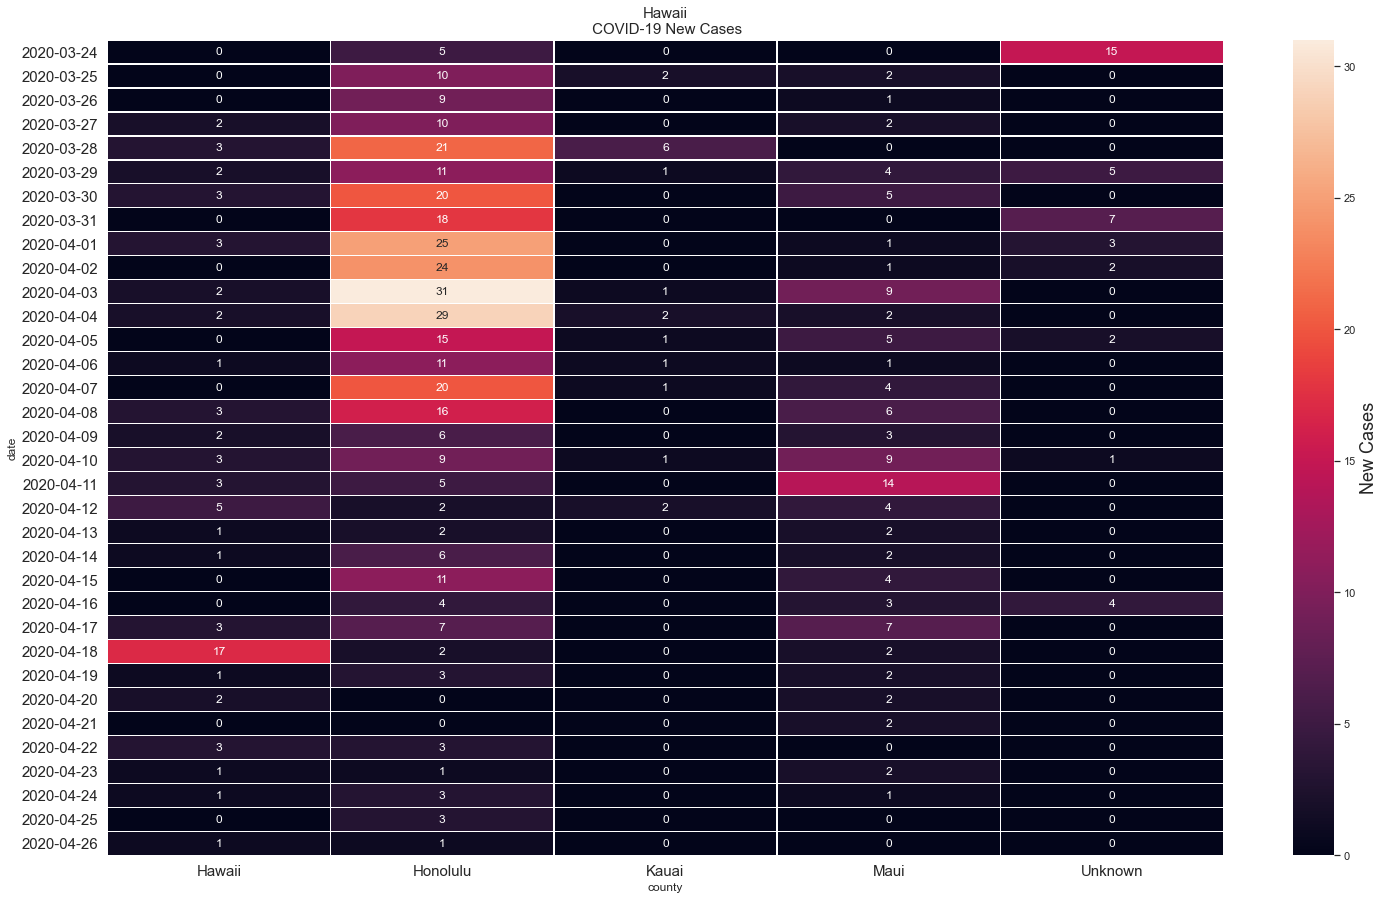 Hawaii
COVID-19 New Cases
2020-03-24 0 5 0 0 15
2020-03-25 0 10 2 2 0
2020-03-26 0 9 0 1 0
2020-03-27 2 10 0 2 0
2020-03-28 3 21 6 0 0
2020-03-29 2 11 1 4 5
2020-03-30 3 20 0 5 0
2020-03-31 0 18 0 0 7
2020-04-01 3 25 0 1 3
2020-04-02 0 24 0 1 2
2020-04-03 2 31 1 9 0
2020-04-04 2 29 2 2 0
2020-04-05 0 15 1 5 2
2020-04-06 1 11 1 1 0
2020-04-07 0 20 1 4 0
2020-04-08 3 16 0 6 0
2020-04-09 2 6 0 3 0
2020-04-10 3 9 1 9 1
2020-04-11 3 5 0 14 0
2020-04-12 5 2 2 4 0
2020-04-13 1 2 0 2 0
2020-04-14 1 6 0 2 0
2020-04-15 0 11 0 4 0
2020-04-16 0 4 0 3 4
2020-04-17 3 7 0 7 0
2020-04-18 17 2 0 2 0
2020-04-19 1 3 0 2 0
2020-04-20 2 0 0 2 0
2020-04-21 0 0 0 2 0
2020-04-22 3 3 0 0 0
2020-04-23 1 1 0 2 0
2020-04-24 1 3 0 1 0
2020-04-25 0 3 0 0 0
2020-04-26 1 1 0 0 0
Hawaii Honolulu Kauai Maui Unknown
county
date
30
25
20
15
10
5
0
New Cases